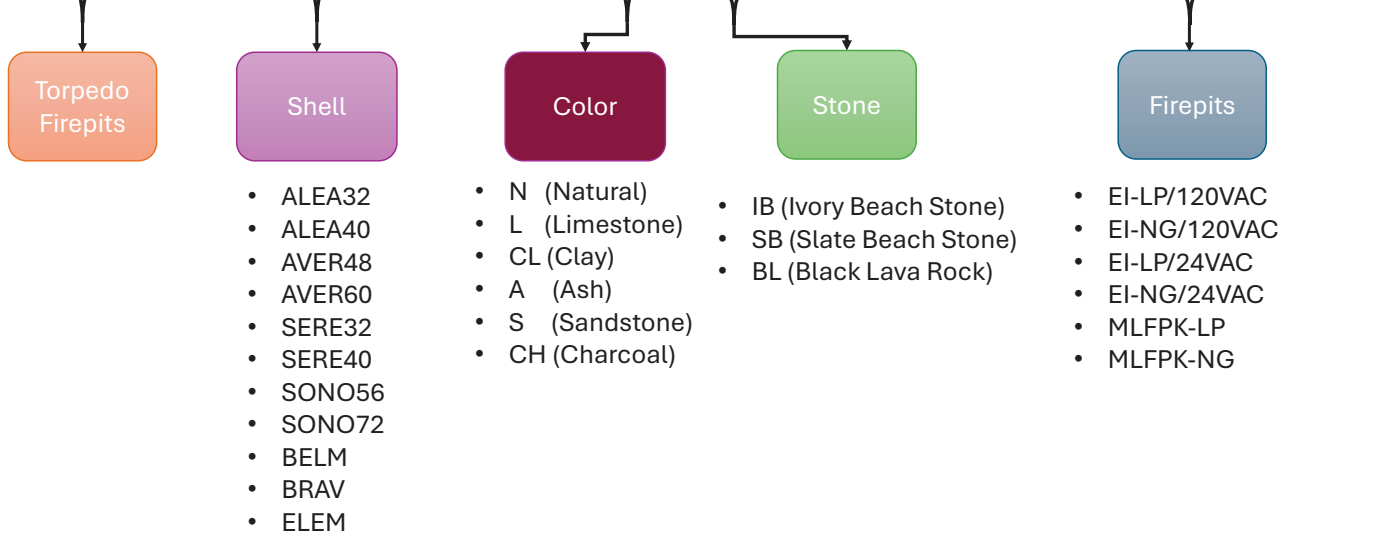 Torpedo
Firepits
Shell
Color
Stone
Firepits
• ALEA32
• ALEA40
• AVER48
• AVER60
• SERE32
• SERE40
• SONO56
• SONO72
• BELM
• BRAV
• ELEM
• N (Natural)
• L (Limestone)
• CL (Clay)
• A (Ash)
• S (Sandstone)
• CH (Charcoal)
• IB (Ivory Beach Stone)
• SB (Slate Beach Stone)
• BL (Black Lava Rock)
• EI-LP/120VAC
• EI-NG/120VAC
• EI-LP/24VAC
• EI-NG/24VAC
• MLFPK-LP
• MLFPK-NG